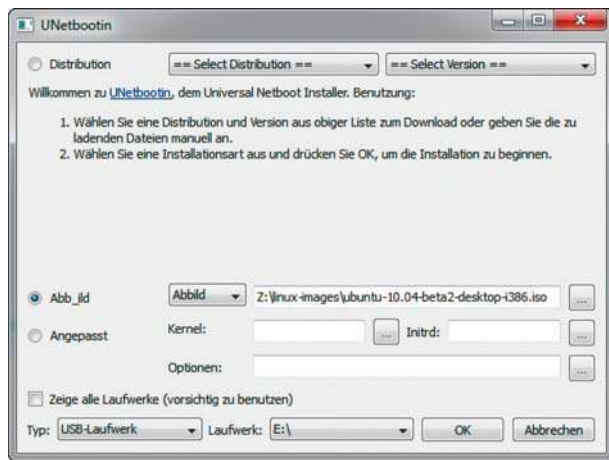 UNetbootin
Distribution == Select Distribution == == Select Version ==
Willkommen zu UNetbootin, dem Universal Netboot Installer. Benutzung:
1. Wählen Sie eine Distribution und Version aus obiger Liste zum Download oder geben Sie die zu
ladenden Dateien manuell an.
2. Wählen Sie eine Installationsart aus und drücken Sie OK, um die Installation zu beginnen.
Abb_ild Abbild Z:\linux-images\ubuntu-10.04-beta2-desktop-i386.iso ...
Angepasst Kernel: ... Initrd: ...
Optionen: ...
Zeige alle Laufwerke (vorsichtig zu benutzen)
Typ: USB-Laufwerk Laufwerk: E:\ OK Abbrechen